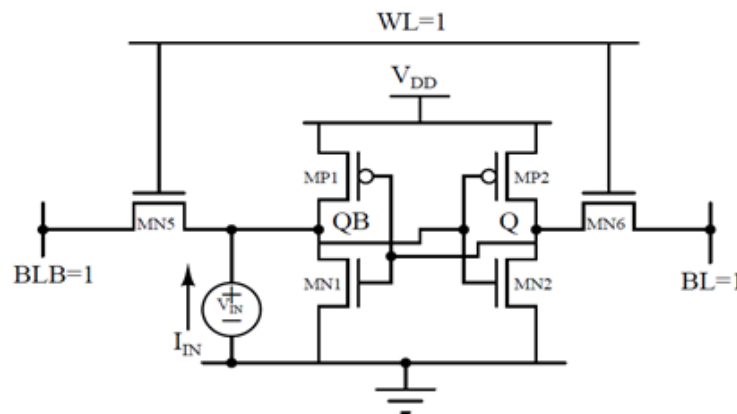 WL=1
V_DD
MP1
MP2
QB
Q
MN5
MN6
BLB=1
BL=1
MN1
MN2
+
V_IN
−
I_IN